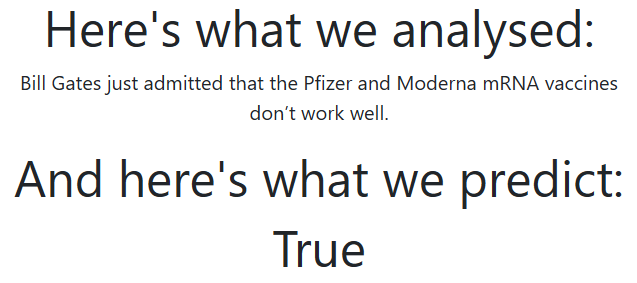 Here's what we analysed:
Bill Gates just admitted that the Pfizer and Moderna mRNA vaccines
don’t work well.
And here's what we predict:
True